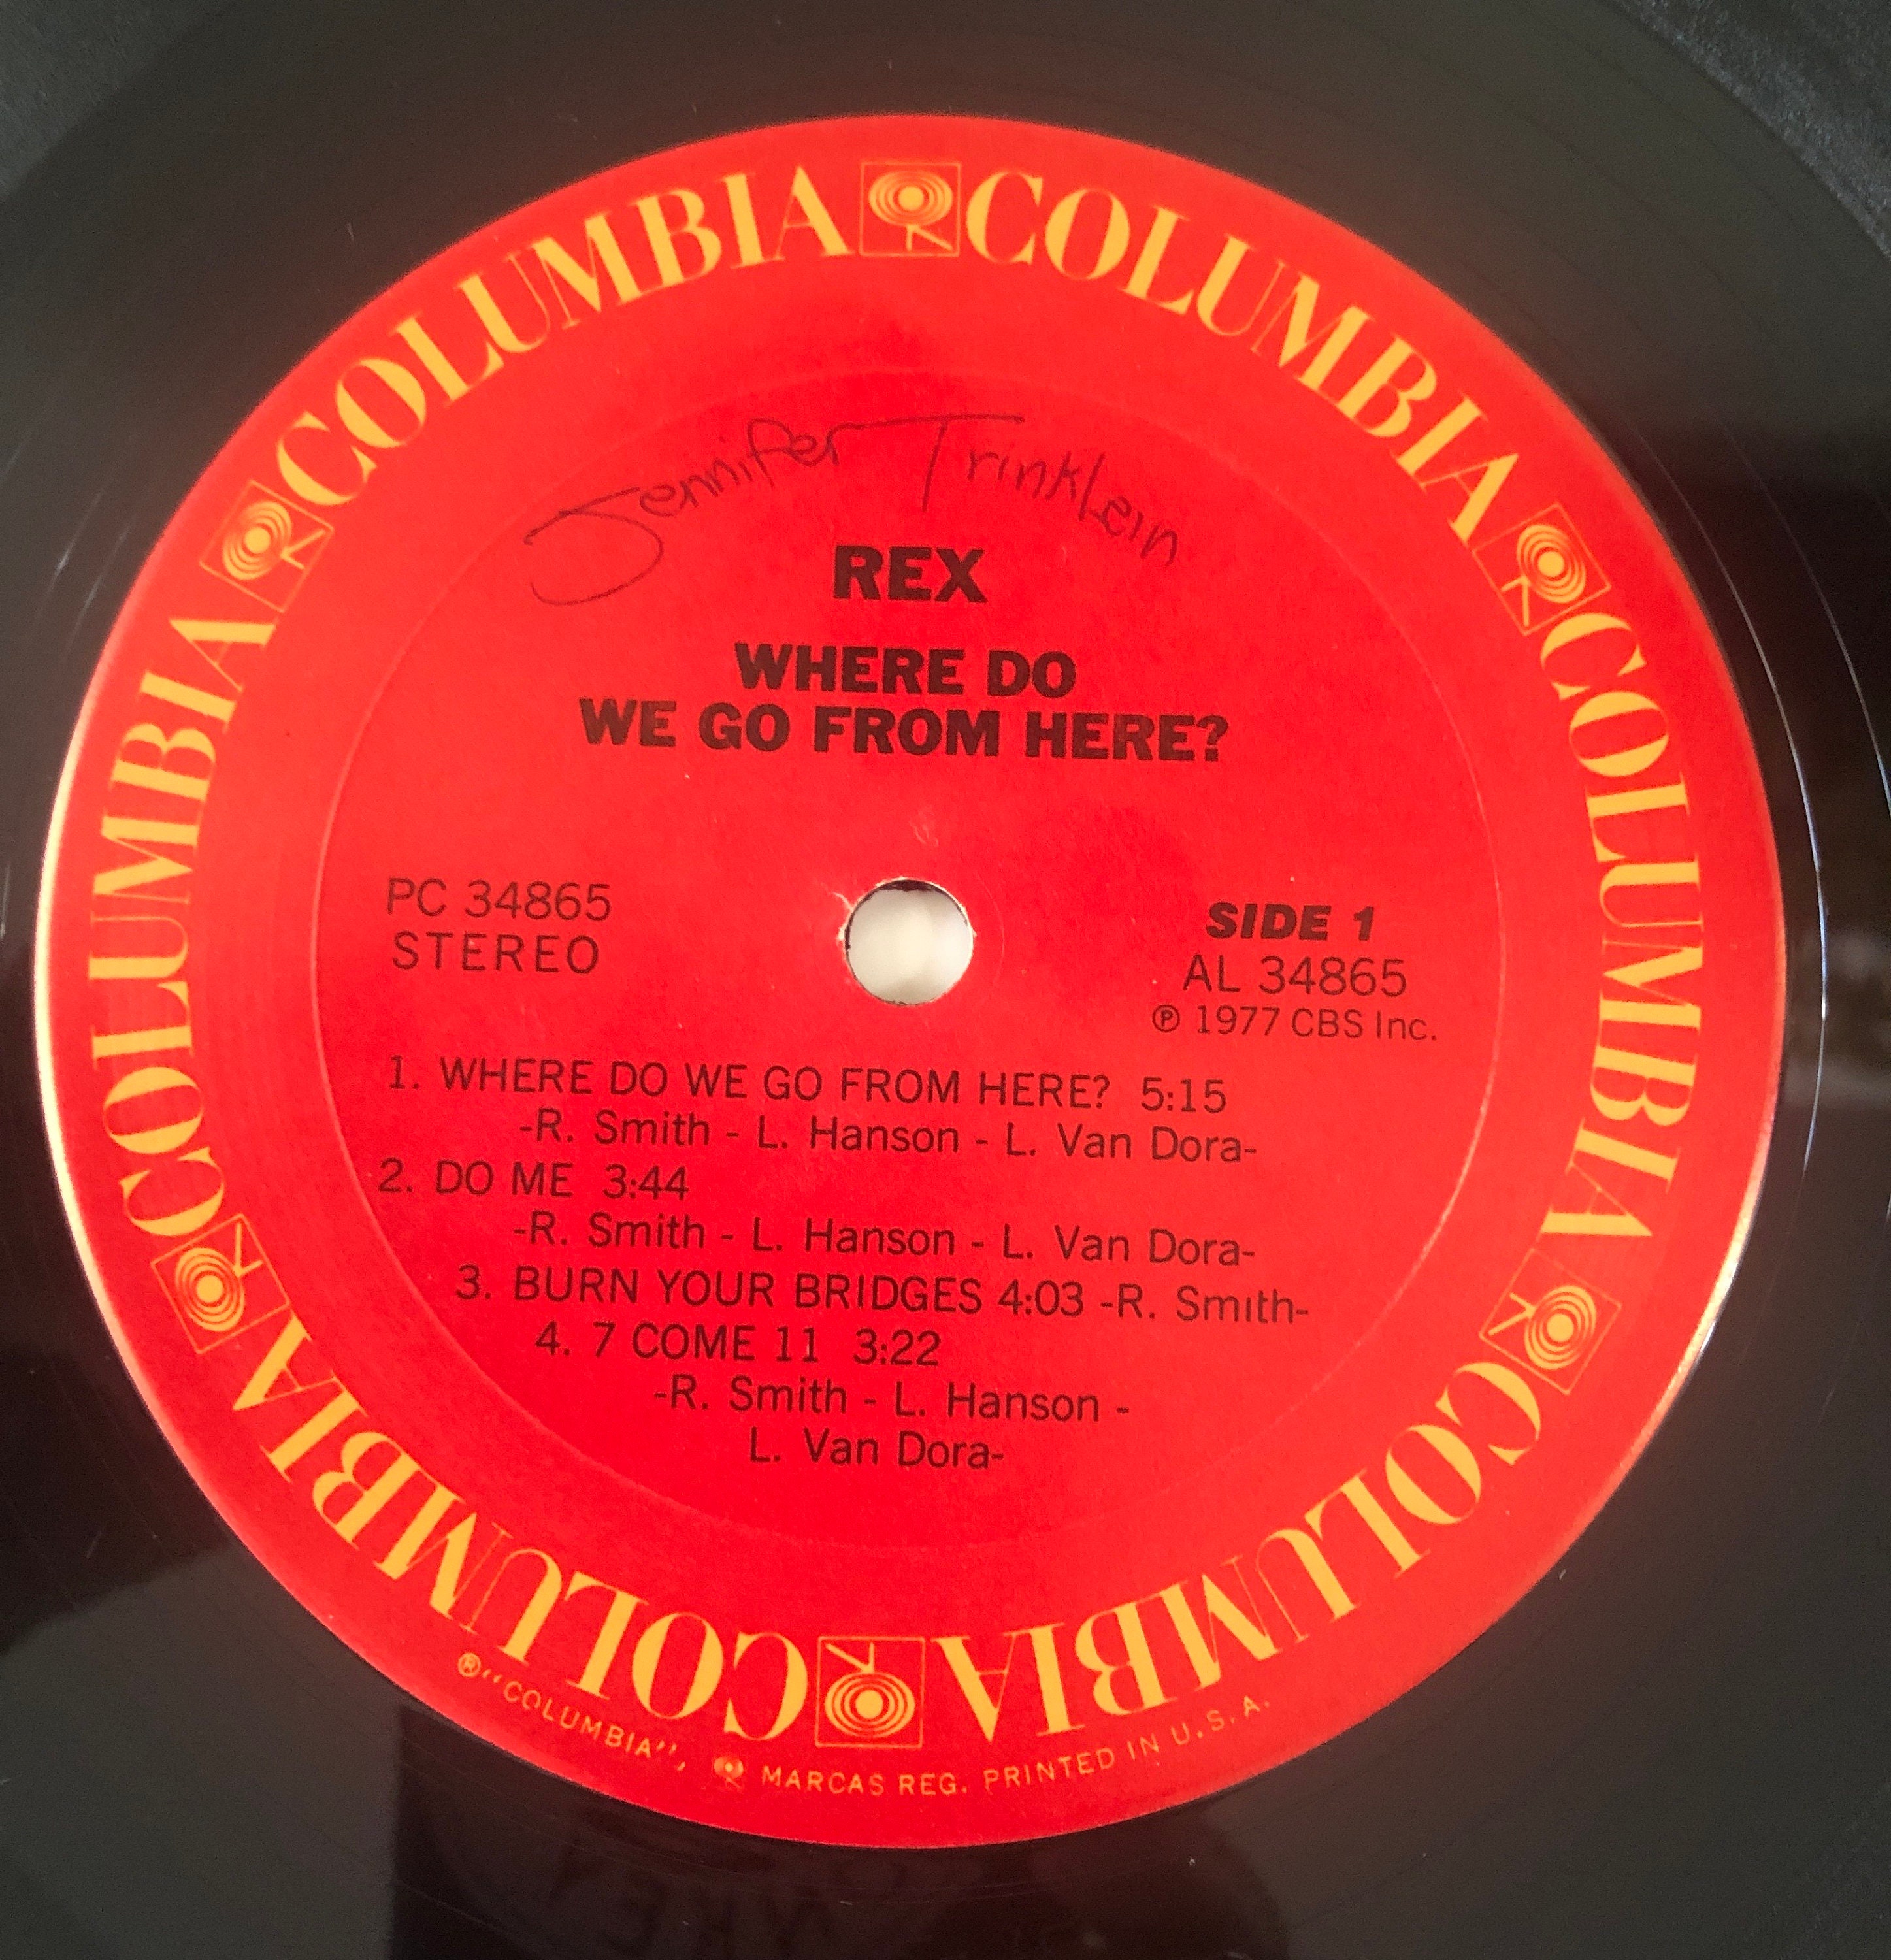 COLUMBIA COLUMBIA COLUMBIA COLUMBIA COLUMBIA COLUMBIA
Jennifer Trinklein
REX
WHERE DO
WE GO FROM HERE?
PC 34865
STEREO
SIDE 1
AL 34865
℗ 1977 CBS Inc.
1. WHERE DO WE GO FROM HERE? 5:15
-R. Smith - L. Hanson - L. Van Dora-
2. DO ME 3:44
-R. Smith - L. Hanson - L. Van Dora-
3. BURN YOUR BRIDGES 4:03 -R. Smith-
4. 7 COME 11 3:22
-R. Smith - L. Hanson -
L. Van Dora-
® "COLUMBIA", MARCAS REG. PRINTED IN U.S.A.